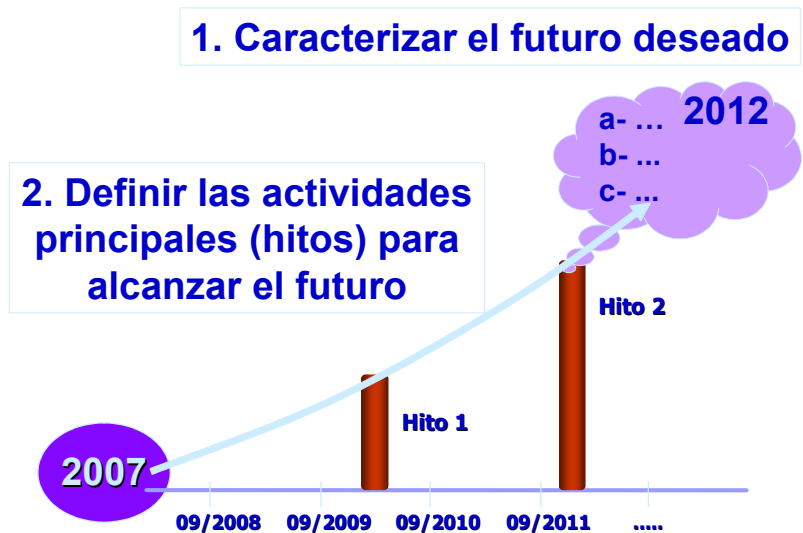 1. Caracterizar el futuro deseado
a- ... 2012
b- ...
c- ...
2. Definir las actividades
principales (hitos) para
alcanzar el futuro
Hito 2
Hito 1
2007
09/2008 09/2009 09/2010 09/2011 .....